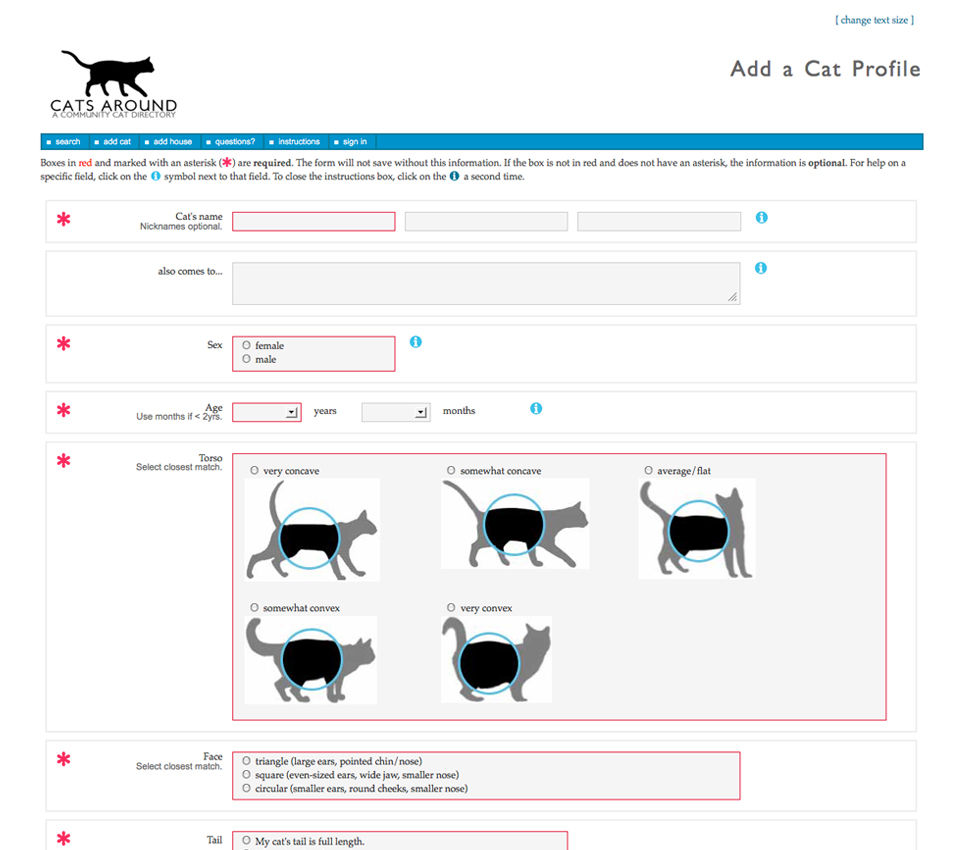 [ change text size ]
CATS AROUND
A COMMUNITY CAT DIRECTORY
Add a Cat Profile
search add cat add house questions? instructions sign in
Boxes in red and marked with an asterisk (*) are required. The form will not save without this information. If the box is not in red and does not have an asterisk, the information is optional. For help on a
specific field, click on the i symbol next to that field. To close the instructions box, click on the i a second time.
* Cat's name i
Nicknames optional.
also comes to... i
* Sex female i
male
* Age years months i
Use months if < 2yrs.
* Torso
Select closest match.
very concave somewhat concave average/flat
somewhat convex very convex
* Face triangle (large ears, pointed chin/nose)
Select closest match. square (even-sized ears, wide jaw, smaller nose)
circular (smaller ears, round cheeks, smaller nose)
* Tail My cat's tail is full length.